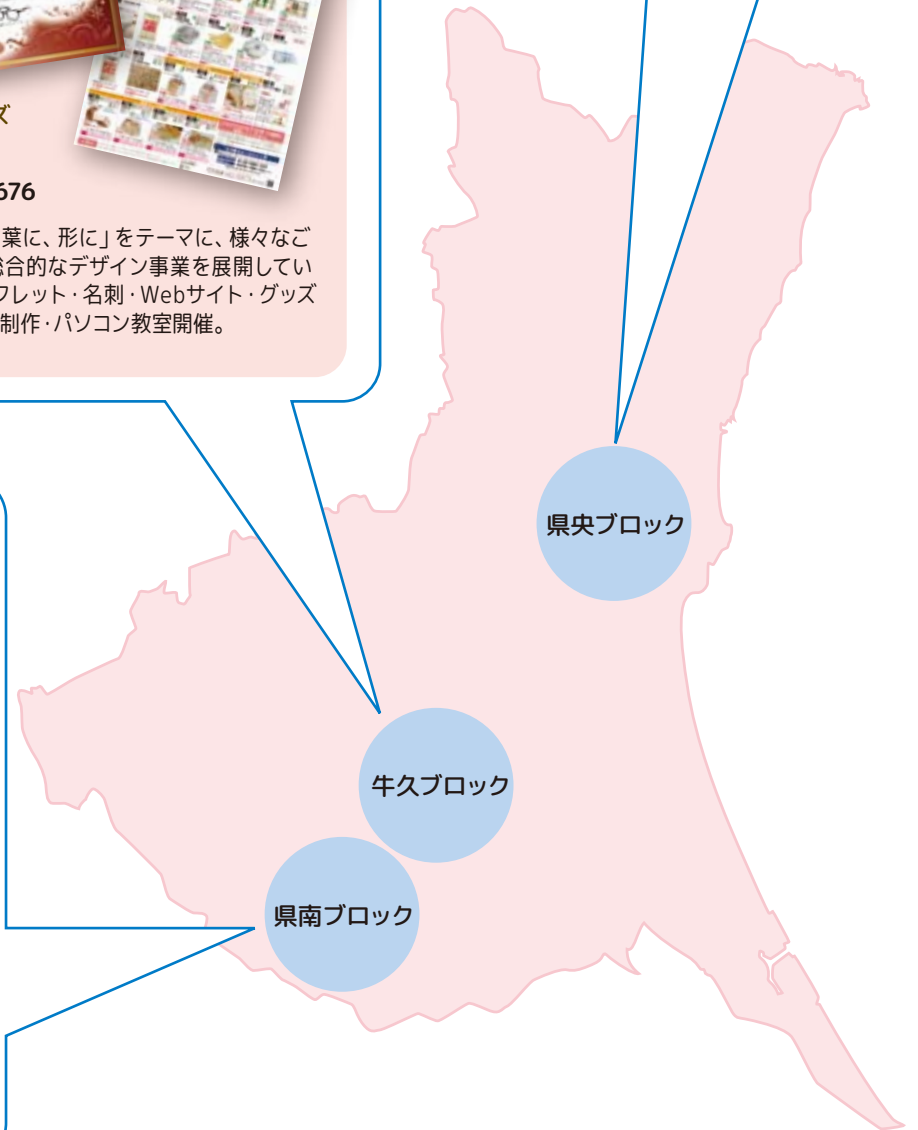 ズ
676
葉に、形に」をテーマに、様々なご
総合的なデザイン事業を展開してい
フレット・名刺・Webサイト・グッズ
制作・パソコン教室開催。
県央ブロック
牛久ブロック
県南ブロック